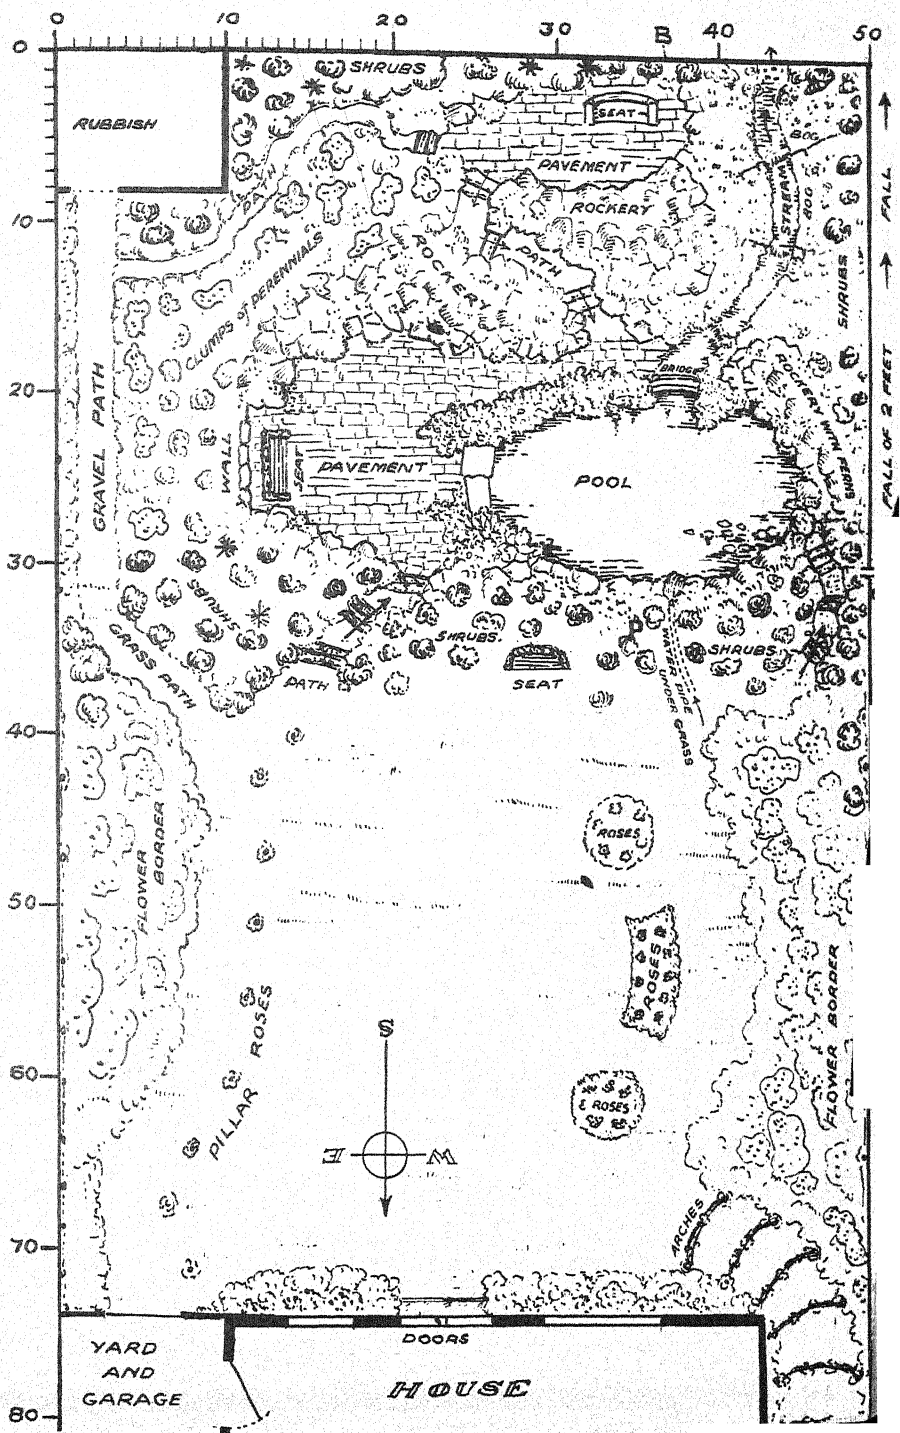 0 10 20 30 B 40 50
0
SHRUBS
RUBBISH
SEAT
BOG
PAVEMENT
FALL
PATH
STREAM
BOG
ROCKERY
10
ROCKERY
PATH
CLUMPS of PERENNIALS
SHRUBS
FALL OF 2 FEET
20
BRIDGE
ROCKERY WITH FERNS
GRAVEL PATH
WALL
SEAT
PAVEMENT
POOL
30
SHRUBS
GRASS PATH
SHRUBS
WATER PIPE
UNDER GRASS
SHRUBS
PATH
SEAT
40
FLOWER
BORDER
ROSES
50
ROSES
FLOWER BORDER
PILLAR ROSES
S
60
ROSES
E W
ARCHES
70
DOORS
YARD
AND
GARAGE
HOUSE
80